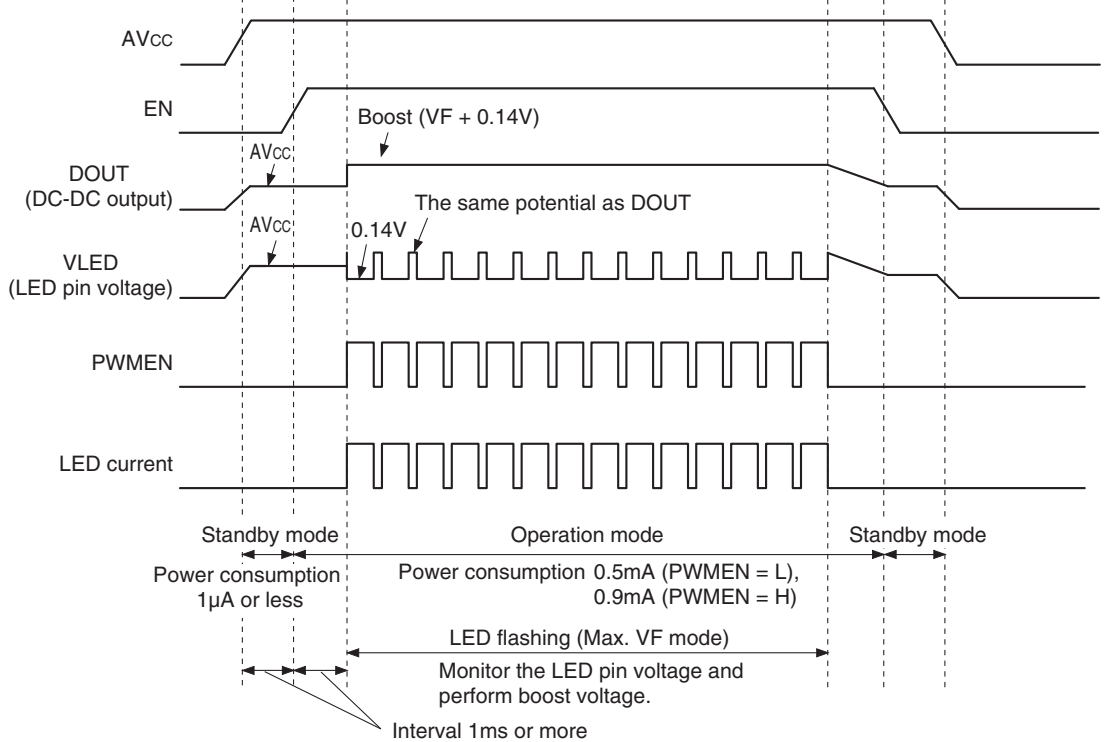 AVcc
EN
Boost (VF + 0.14V)
AVcc
DOUT
(DC-DC output)
The same potential as DOUT
AVcc
0.14V
VLED
(LED pin voltage)
PWMEN
LED current
Standby mode
Operation mode
Standby mode
Power consumption
1μA or less
Power consumption 0.5mA (PWMEN = L),
0.9mA (PWMEN = H)
LED flashing (Max. VF mode)
Monitor the LED pin voltage and
perform boost voltage.
Interval 1ms or more